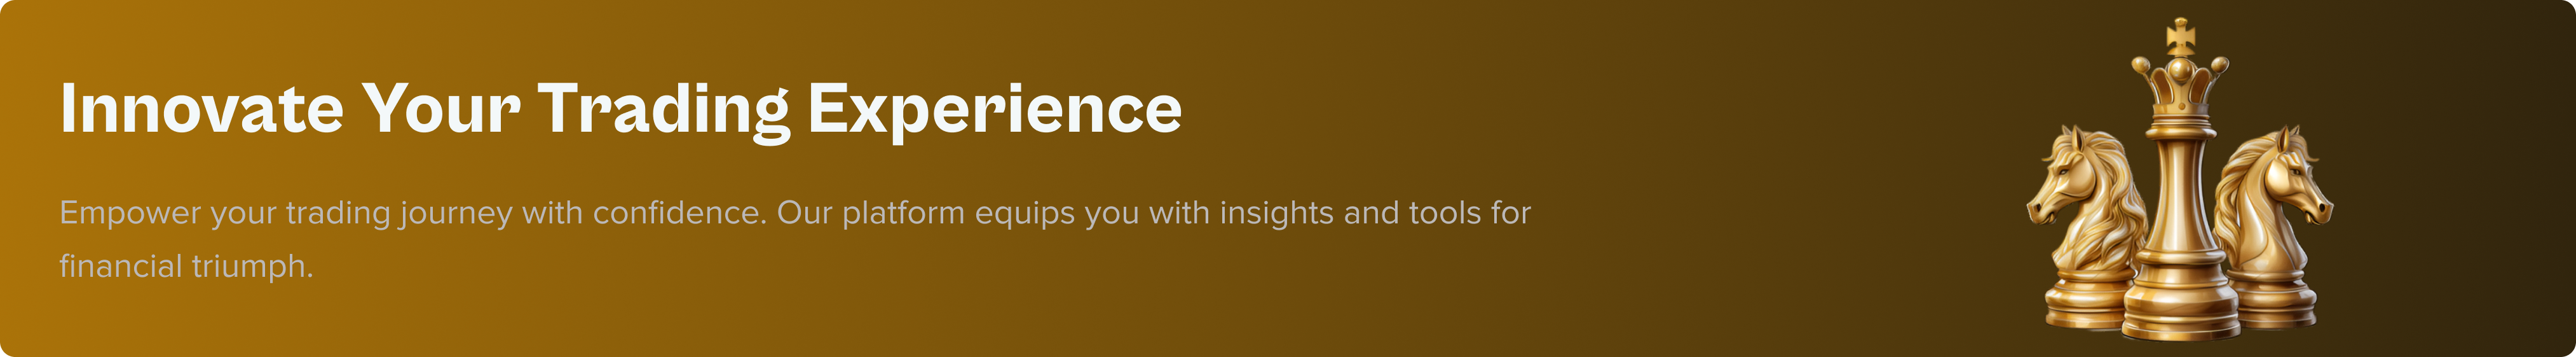 Innovate Your Trading Experience
Empower your trading journey with confidence. Our platform equips you with insights and tools for
financial triumph.